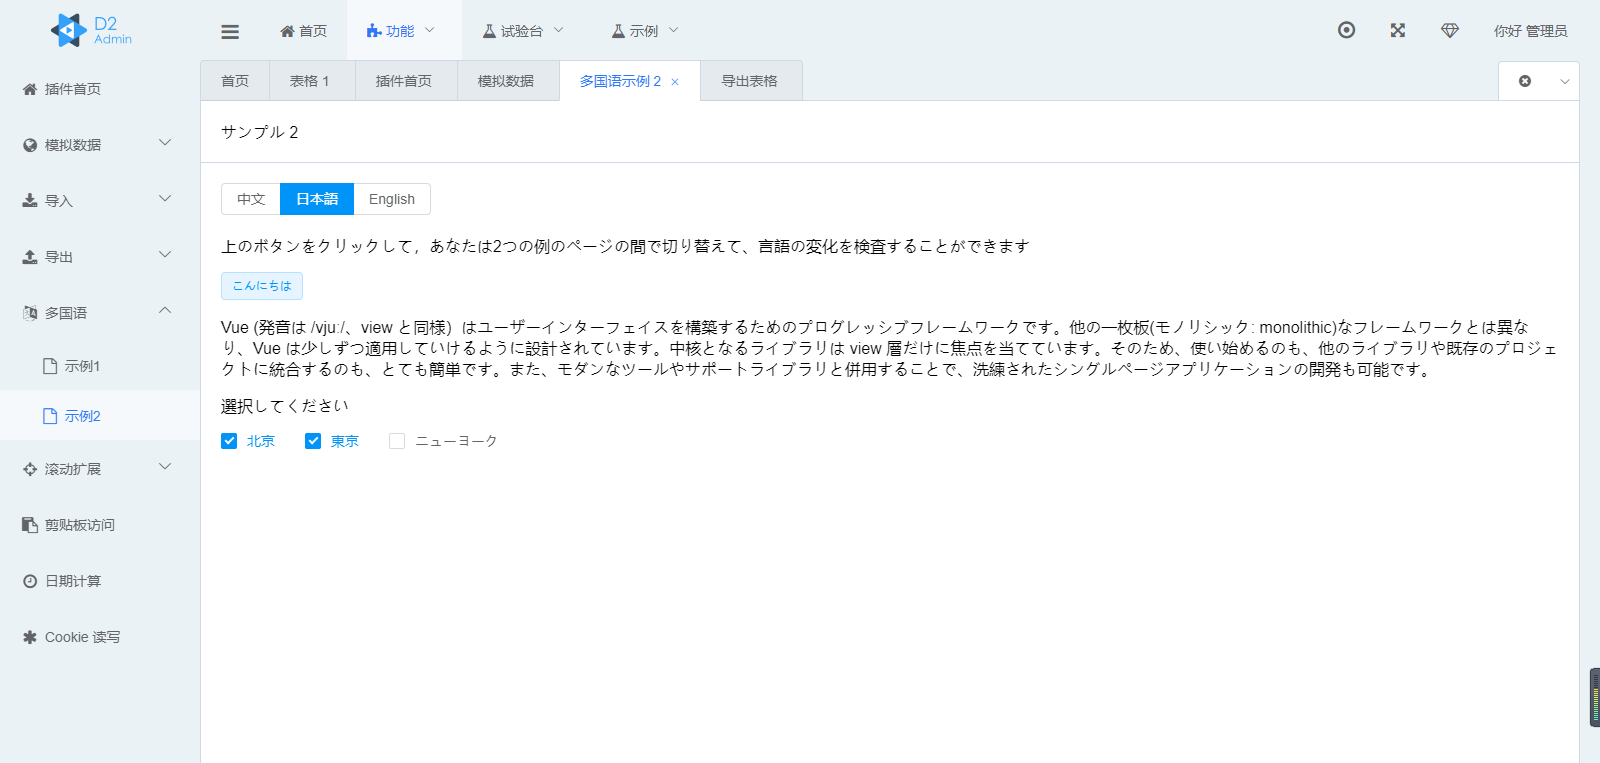 D2
Admin
首页
功能
试验台
示例
你好 管理员
首页
表格 1
插件首页
模拟数据
多国语示例 2
导出表格
插件首页
模拟数据
导入
导出
多国语
示例1
示例2
滚动扩展
剪贴板访问
日期计算
Cookie 读写
サンプル 2
中文
日本語
English
上のボタンをクリックして，あなたは2つの例のページの間で切り替えて、言語の変化を検査することができます
こんにちは
Vue (発音は /vjuː/、view と同様）はユーザーインターフェイスを構築するためのプログレッシブフレームワークです。他の一枚板(モノリシック: monolithic)なフレームワークとは異な
り、Vue は少しずつ適用していけるように設計されています。中核となるライブラリは view 層だけに焦点を当てています。そのため、使い始めるのも、他のライブラリや既存のプロジェ
クトに統合するのも、とても簡単です。また、モダンなツールやサポートライブラリと併用することで、洗練されたシングルページアプリケーションの開発も可能です。
選択してください
北京
東京
ニューヨーク